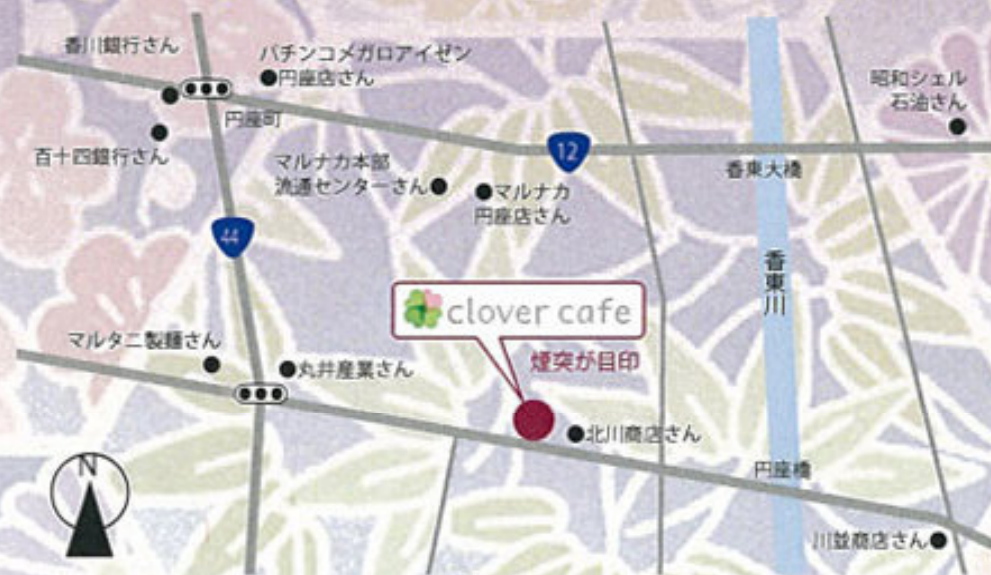 香川銀行さん
パチンコメガロアイゼン
円座店さん
円座町
百十四銀行さん
マルナカ本部
流通センターさん
マルナカ
円座店さん
12
香東大橋
昭和シェル
石油さん
44
香東川
clover cafe
煙突が目印
マルタニ製麺さん
丸井産業さん
北川商店さん
円座橋
川並商店さん
N